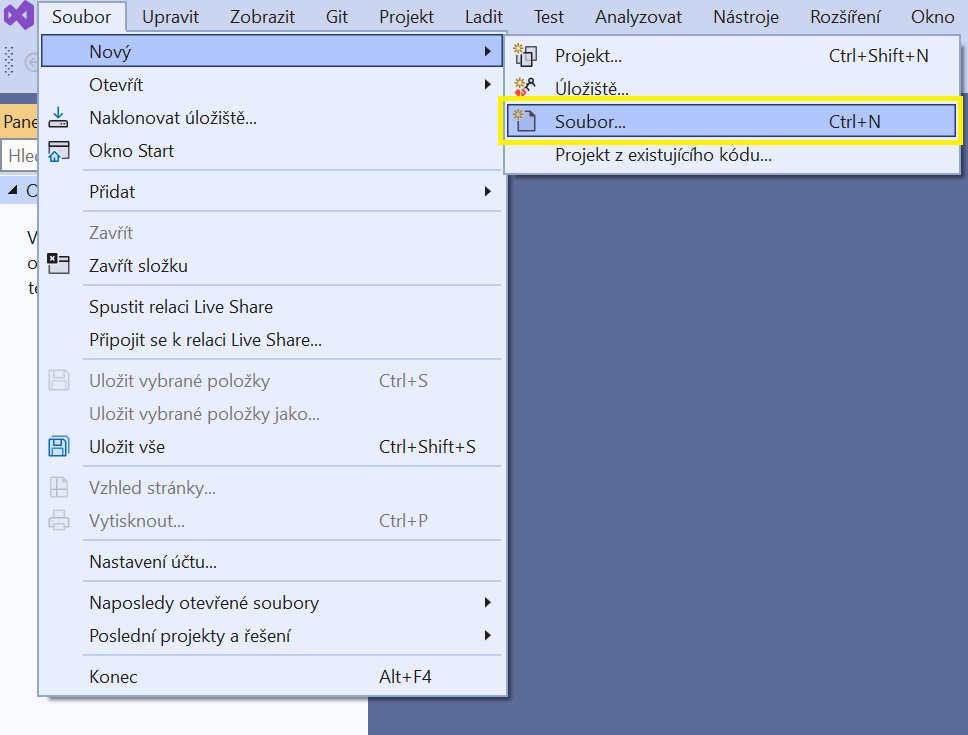 Soubor Upravit Zobrazit Git Projekt Ladit Test Analyzovat Nástroje Rozšíření Okno
Nový
Projekt... Ctrl+Shift+N
Otevřít
Úložiště...
Naklonovat úložiště...
Soubor... Ctrl+N
Okno Start
Projekt z existujícího kódu...
Přidat
Zavřít
Zavřít složku
Spustit relaci Live Share
Připojit se k relaci Live Share...
Uložit vybrané položky Ctrl+S
Uložit vybrané položky jako...
Uložit vše Ctrl+Shift+S
Vzhled stránky...
Vytisknout... Ctrl+P
Nastavení účtu...
Naposledy otevřené soubory
Poslední projekty a řešení
Konec Alt+F4